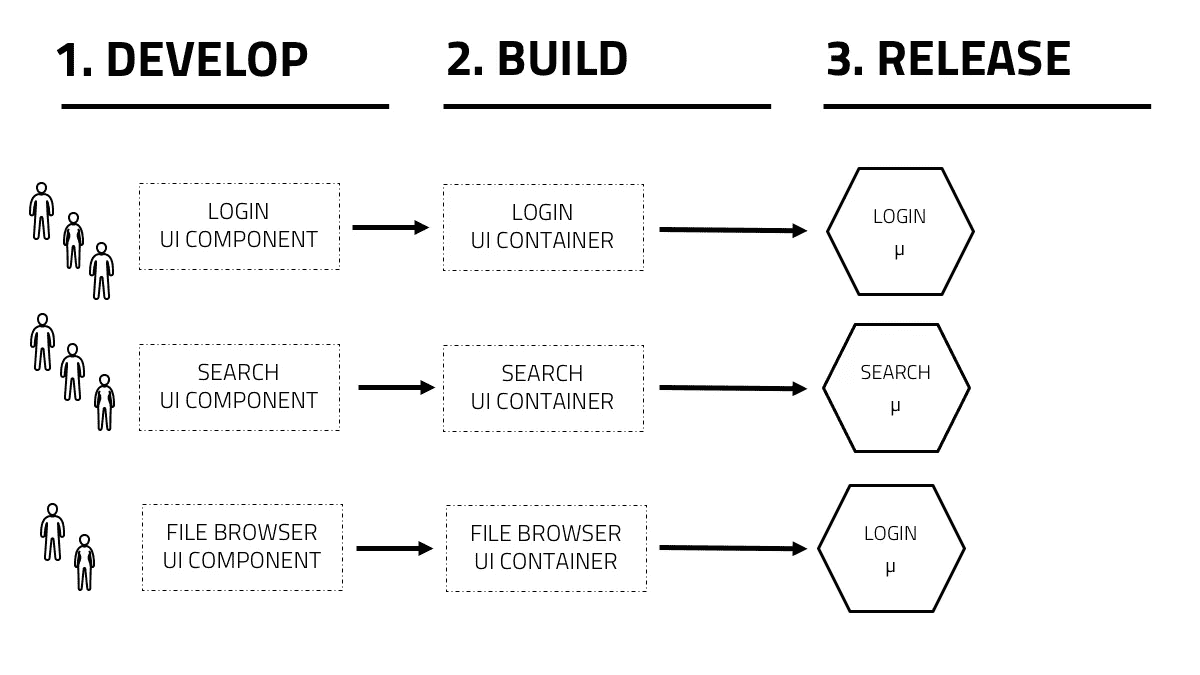 1. DEVELOP
2. BUILD
3. RELEASE
LOGIN
UI COMPONENT
LOGIN
UI CONTAINER
LOGIN
μ
SEARCH
UI COMPONENT
SEARCH
UI CONTAINER
SEARCH
μ
FILE BROWSER
UI COMPONENT
FILE BROWSER
UI CONTAINER
LOGIN
μ